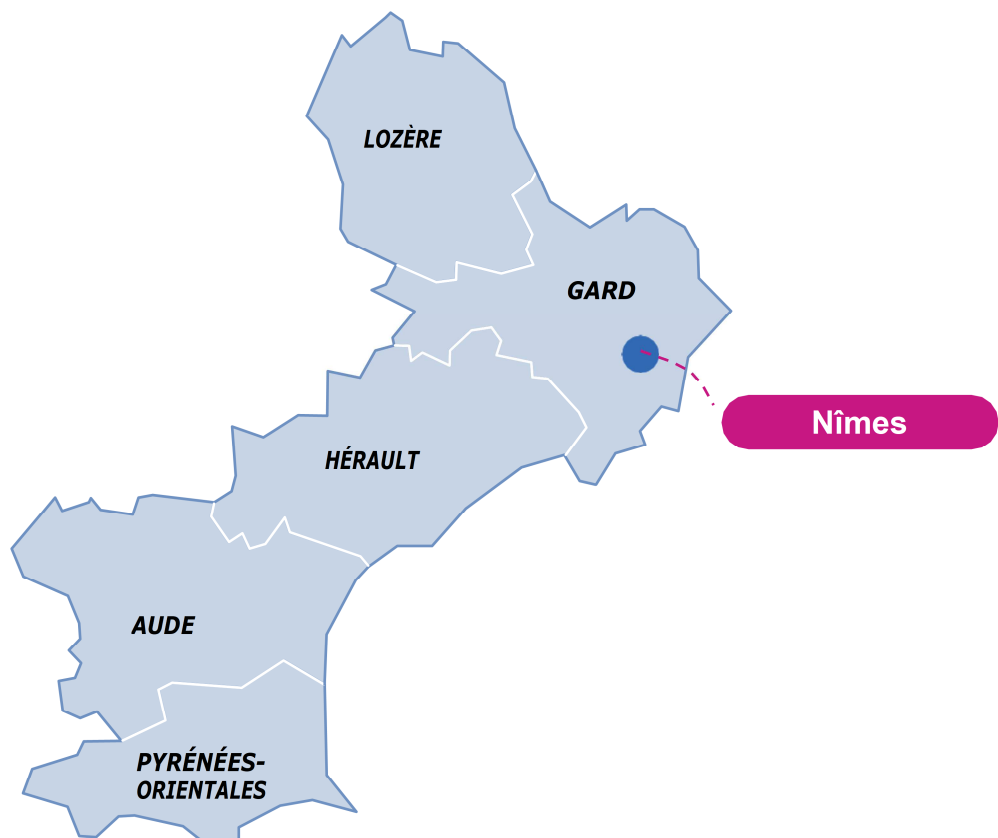 LOZÈRE
GARD
Nîmes
HÉRAULT
AUDE
PYRÉNÉES-
ORIENTALES